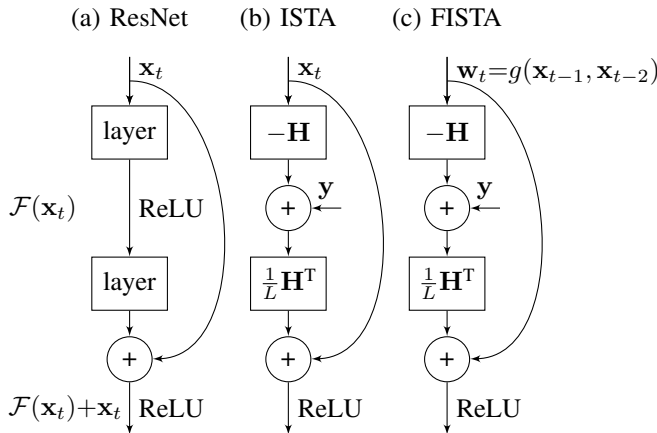 (a) ResNet (b) ISTA (c) FISTA
x_t x_t w_t=g(x_{t−1}, x_{t−2})
layer −H −H
F(x_t) ReLU + y + y
layer 1/L H^T 1/L H^T
+ + +
F(x_t)+x_t ReLU ReLU ReLU